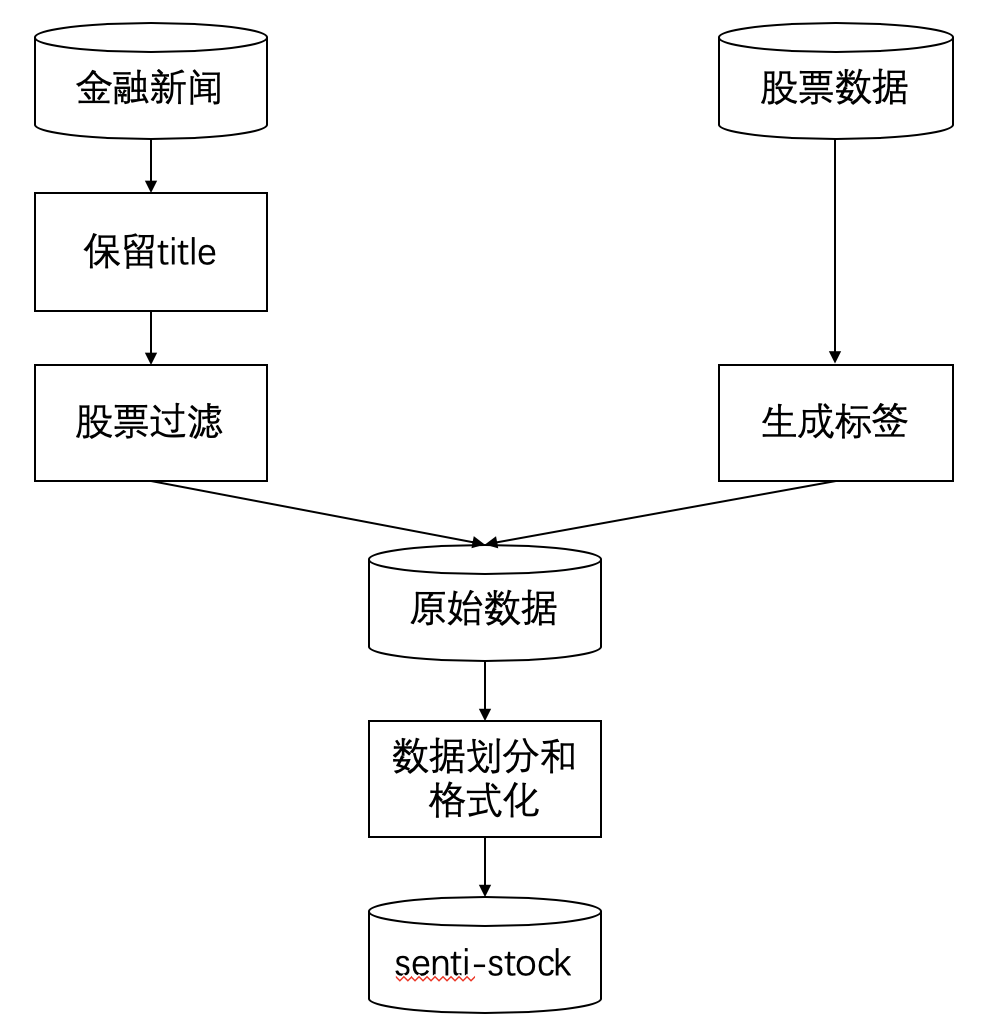 金融新闻
股票数据
保留title
股票过滤
生成标签
原始数据
数据划分和
格式化
senti-stock